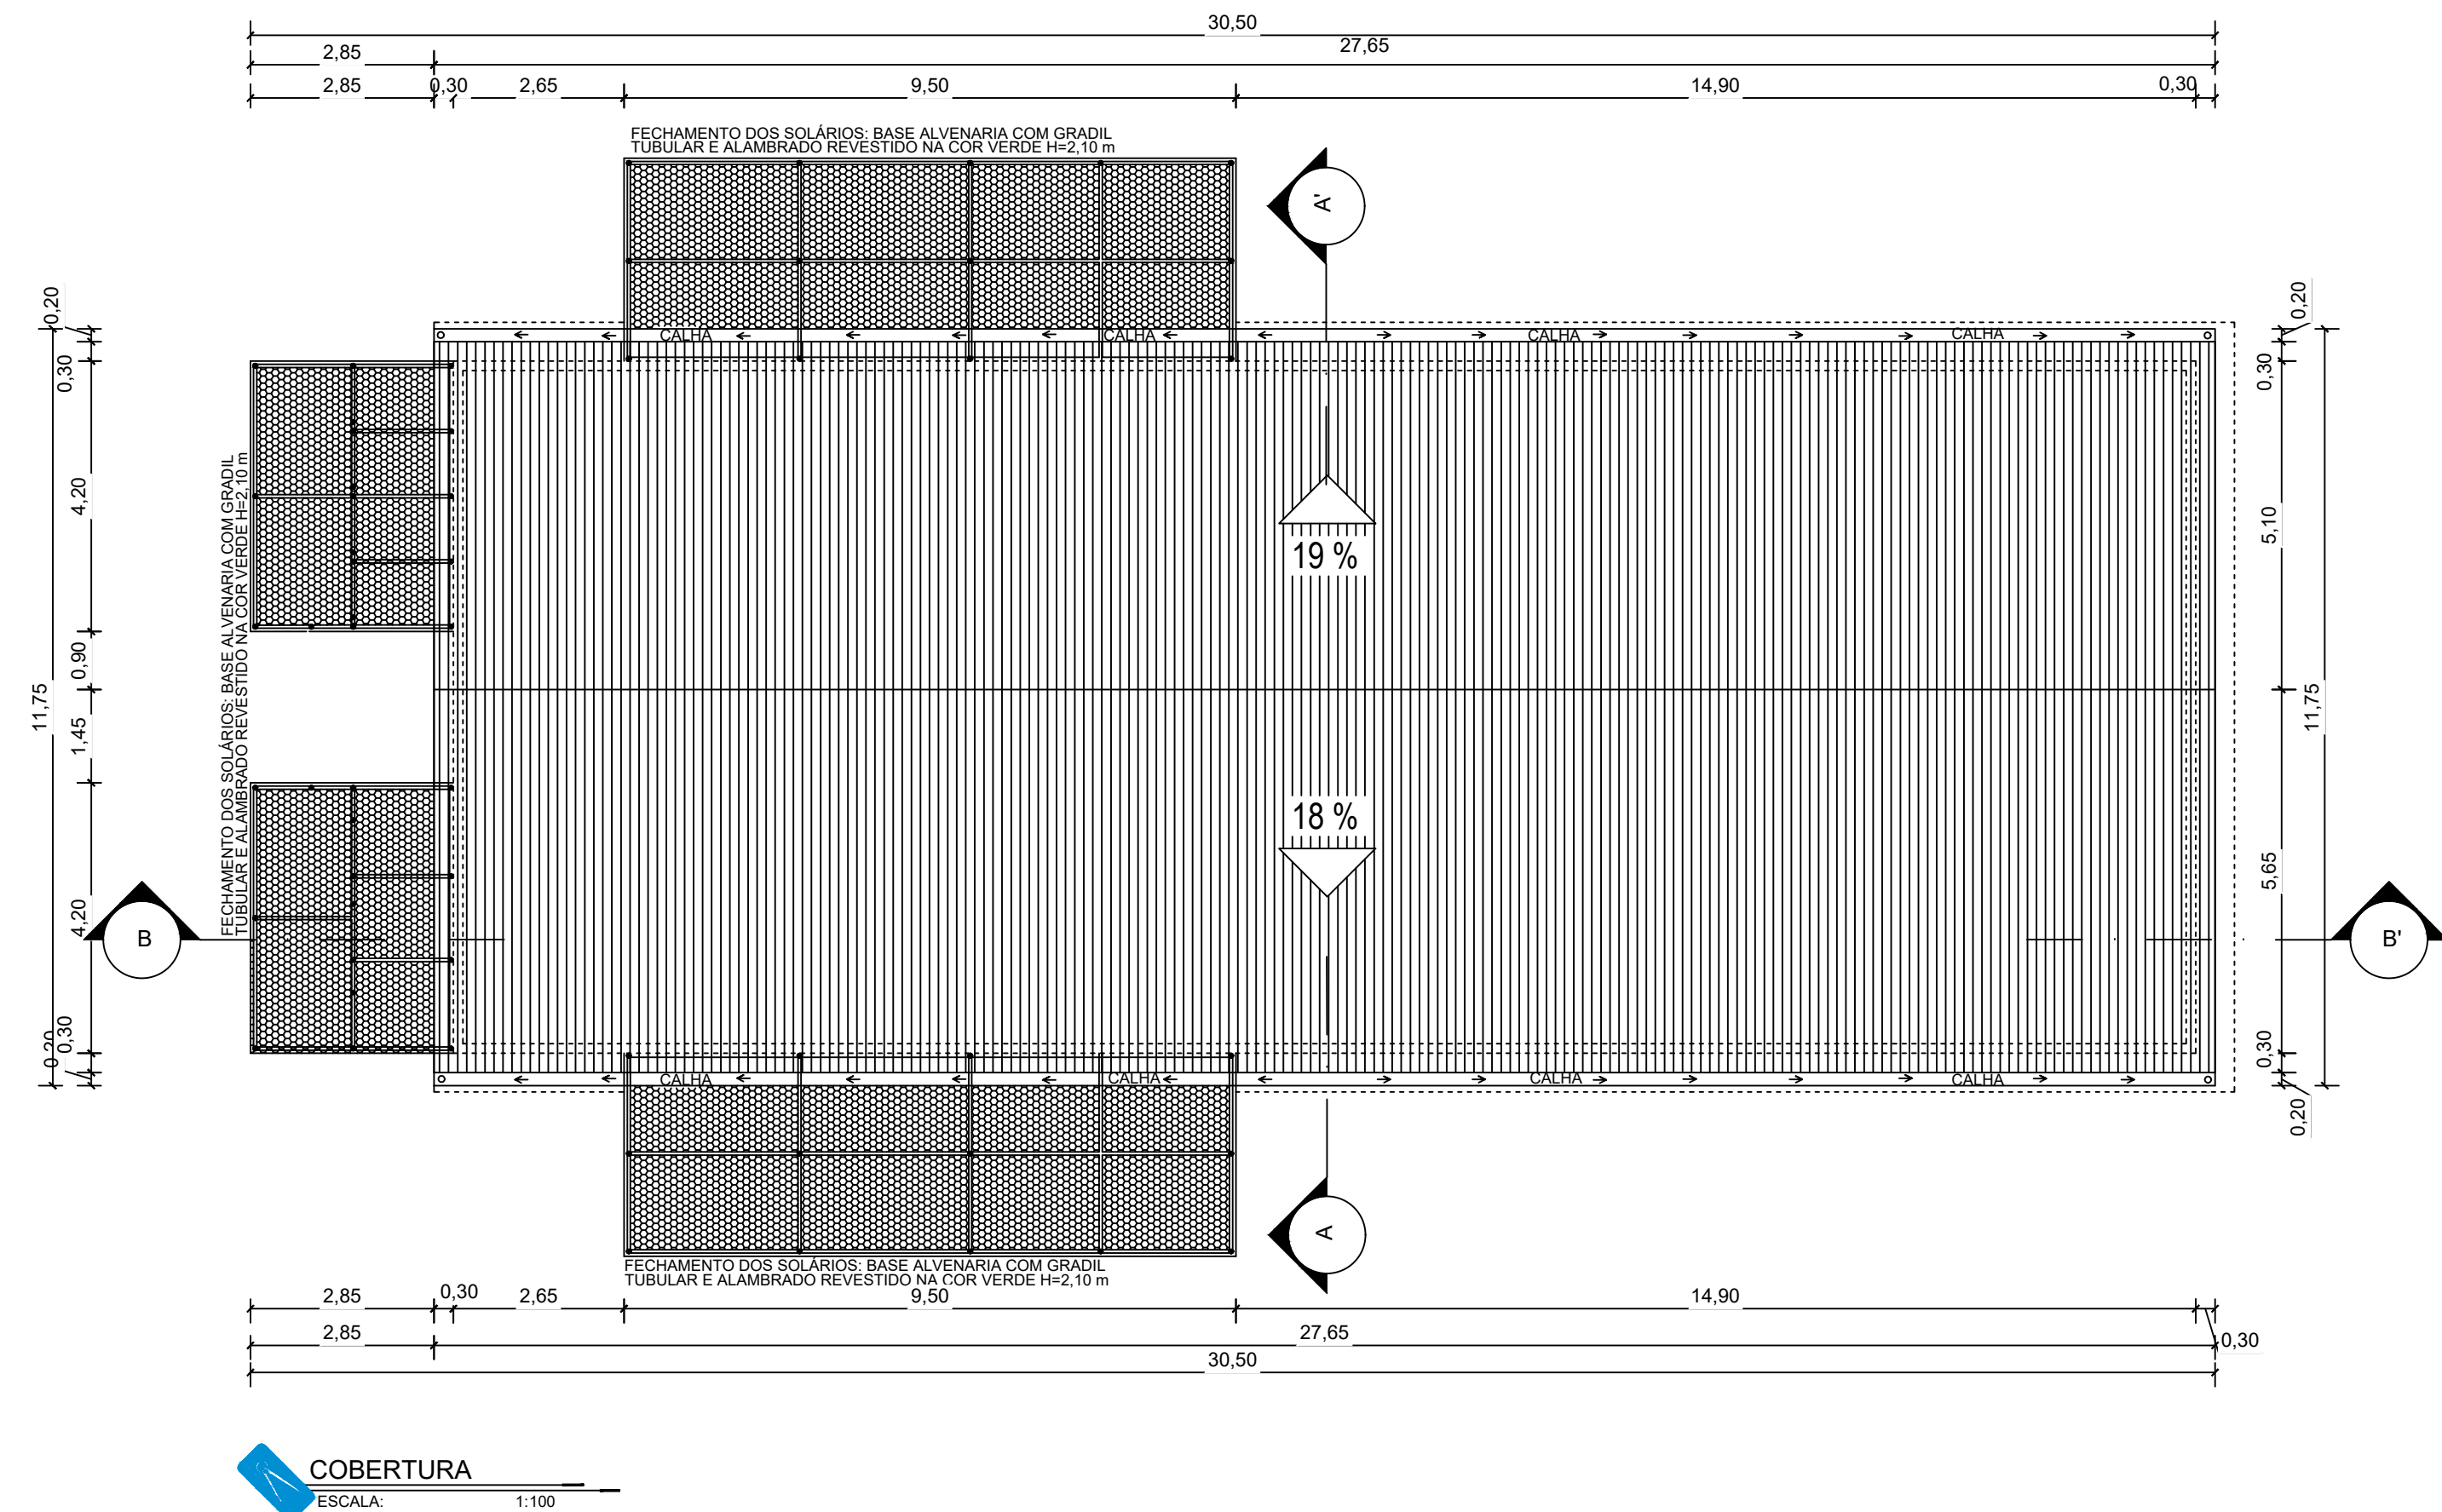 30,50
2,85
27,65
2,85
0,30
2,65
9,50
14,90
0,30
FECHAMENTO DOS SOLÁRIOS: BASE ALVENARIA COM GRADIL
TUBULAR E ALAMBRADO REVESTIDO NA COR VERDE H=2,10 m
A'
0,20
0,30
4,20
0,90
11,75
1,45
4,20
0,30
0,20
FECHAMENTO DOS SOLÁRIOS: BASE ALVENARIA COM GRADIL
TUBULAR E ALAMBRADO REVESTIDO NA COR VERDE H=2,10 m
CALHA
CALHA
CALHA
CALHA
19 %
18 %
B
B'
0,20
0,30
5,10
11,75
5,65
0,30
0,20
CALHA
CALHA
CALHA
CALHA
A
FECHAMENTO DOS SOLÁRIOS: BASE ALVENARIA COM GRADIL
TUBULAR E ALAMBRADO REVESTIDO NA COR VERDE H=2,10 m
2,85
0,30
2,65
9,50
14,90
2,85
27,65
0,30
30,50
COBERTURA
ESCALA: 1:100